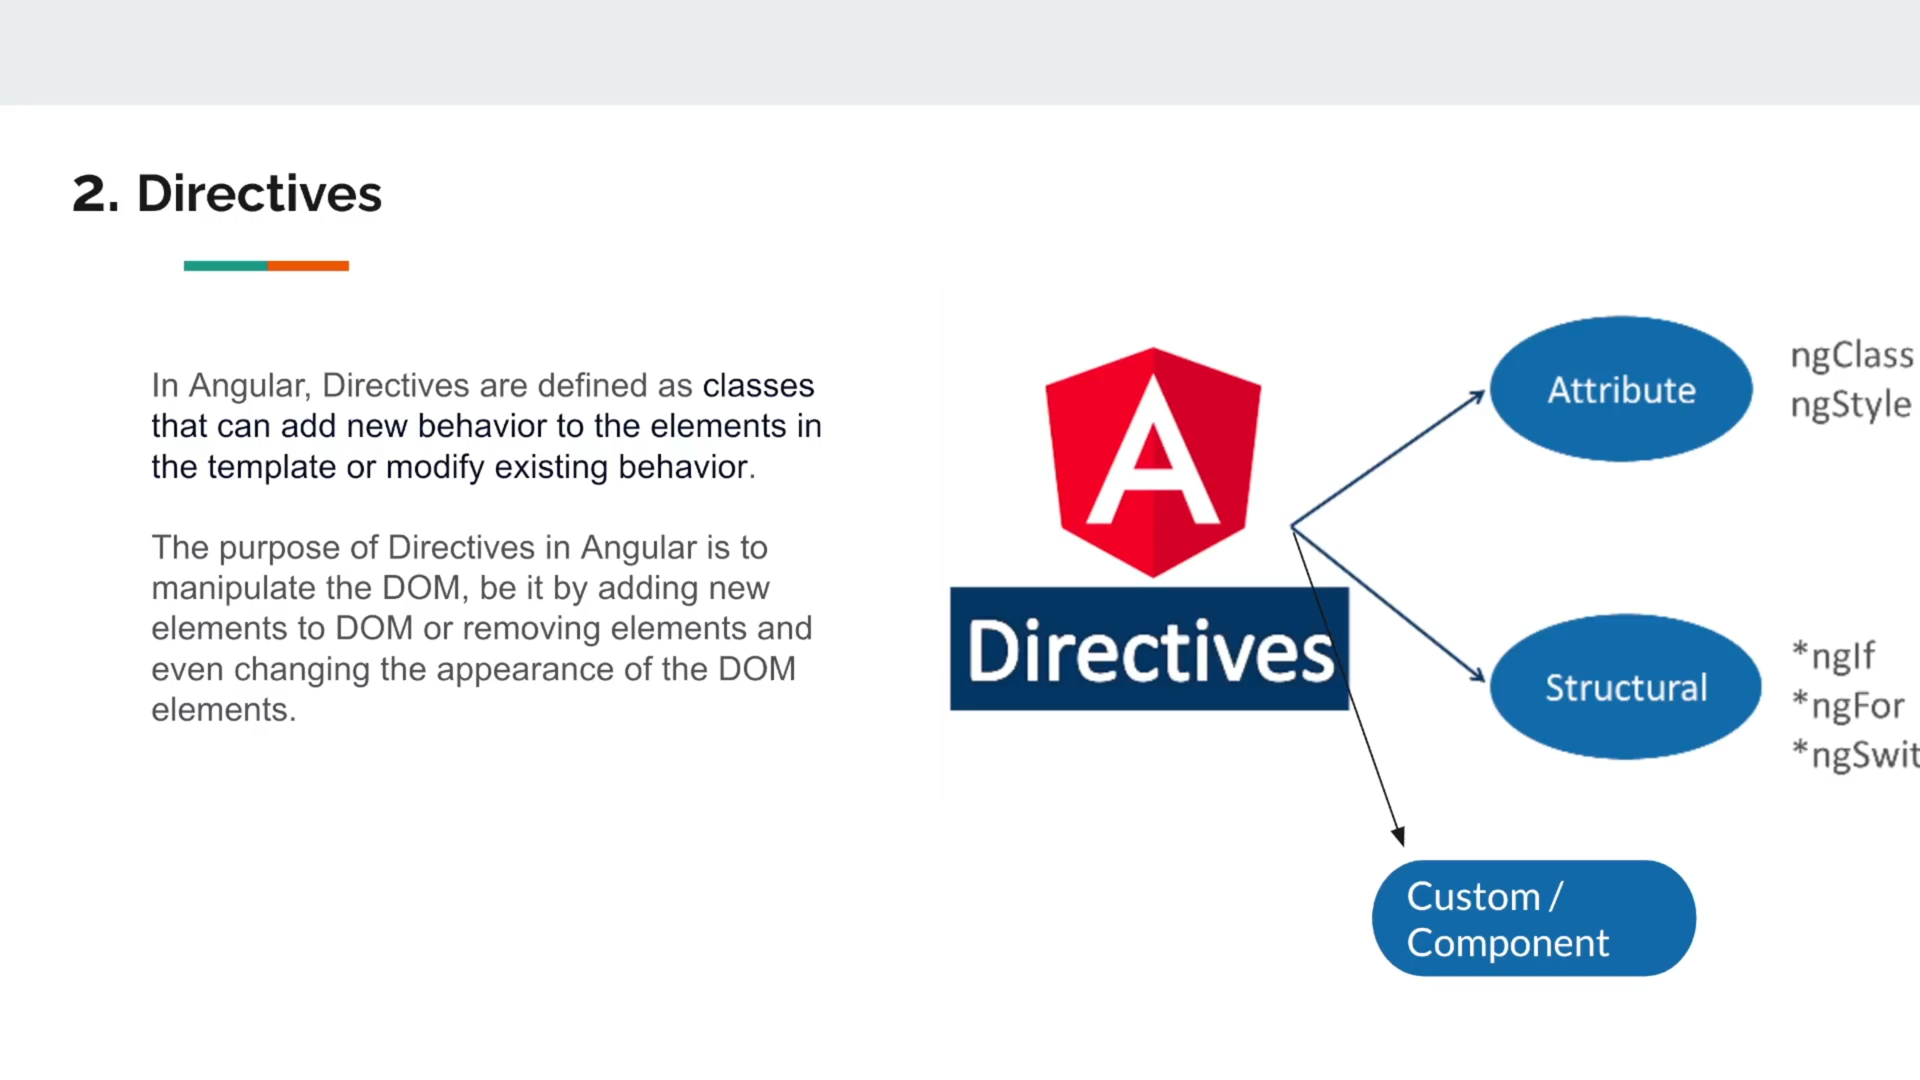 2. Directives
In Angular, Directives are defined as classes
that can add new behavior to the elements in
the template or modify existing behavior.
The purpose of Directives in Angular is to
manipulate the DOM, be it by adding new
elements to DOM or removing elements and
even changing the appearance of the DOM
elements.
A
Directives
Attribute
ngClass
ngStyle
Structural
*ngIf
*ngFor
*ngSwit
Custom /
Component